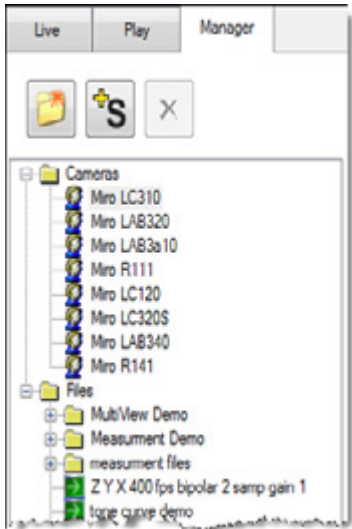 Live Play Manager
S
Cameras
Miro LC310
Miro LAB320
Miro LAB3a10
Miro R111
Miro LC120
Miro LC320S
Miro LAB340
Miro R141
Files
MultiView Demo
Measurment Demo
measurment files
Z Y X 400 fps bipolar 2 samp gain 1
tone curve demo